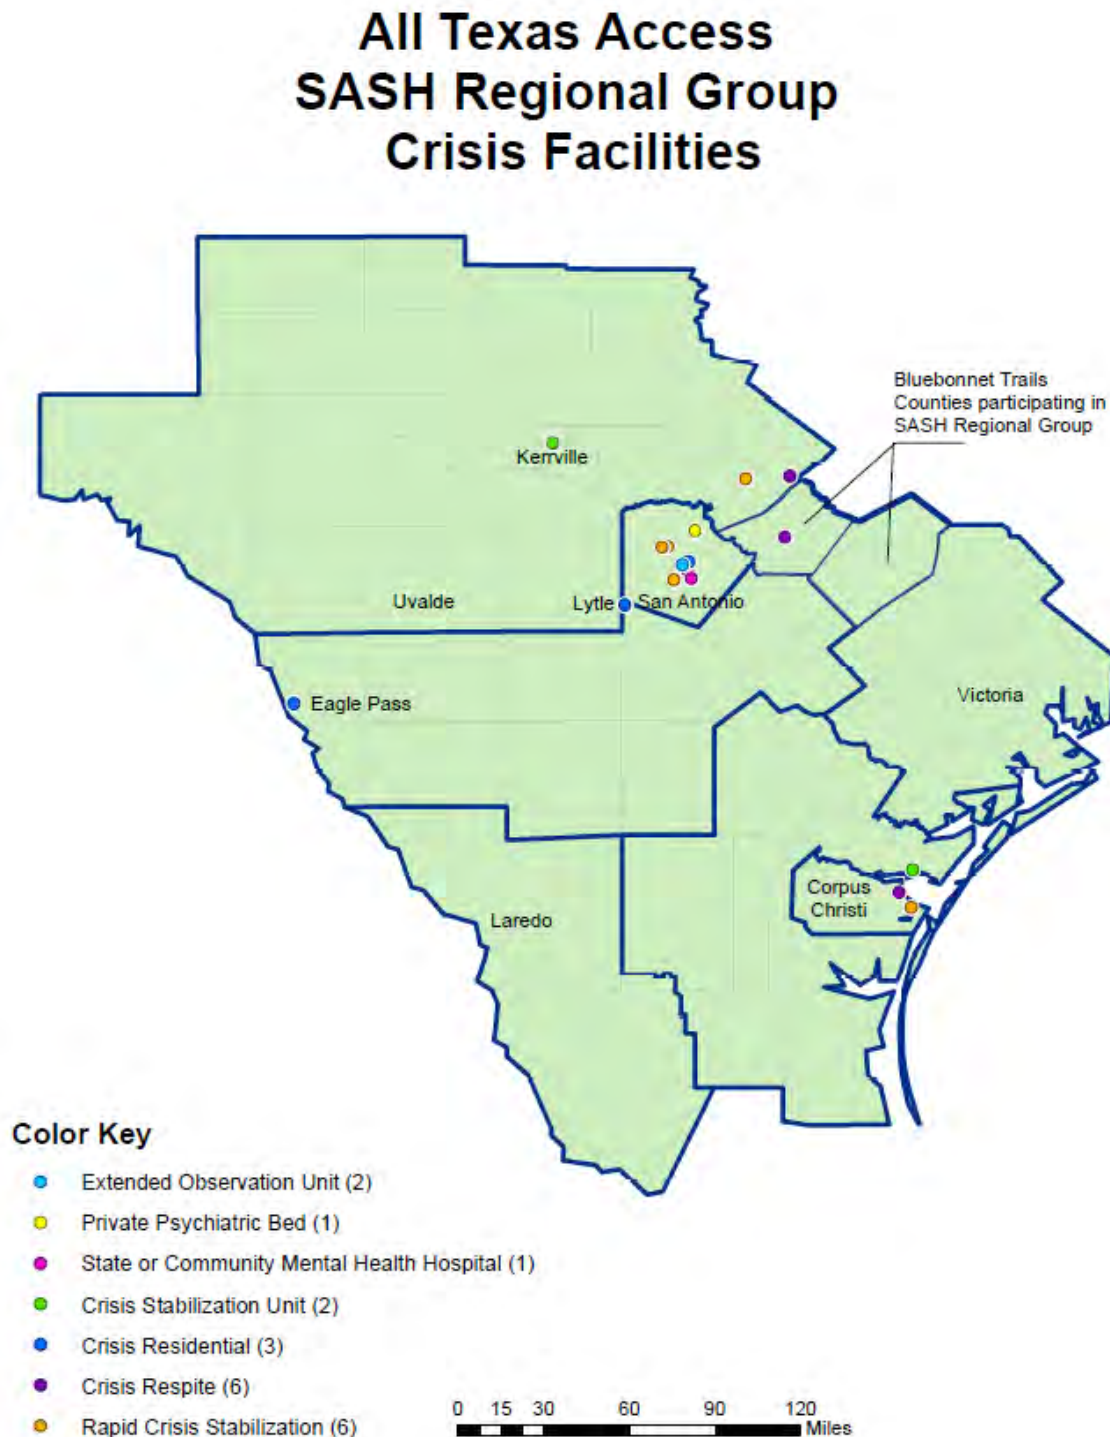 All Texas Access
SASH Regional Group
Crisis Facilities
Bluebonnet Trails
Counties participating in
SASH Regional Group
Kerrville
Uvalde
Lytle
San Antonio
Eagle Pass
Victoria
Corpus
Christi
Laredo
Color Key
Extended Observation Unit (2)
Private Psychiatric Bed (1)
State or Community Mental Health Hospital (1)
Crisis Stabilization Unit (2)
Crisis Residential (3)
Crisis Respite (6)
Rapid Crisis Stabilization (6)
0 15 30 60 90 120
Miles